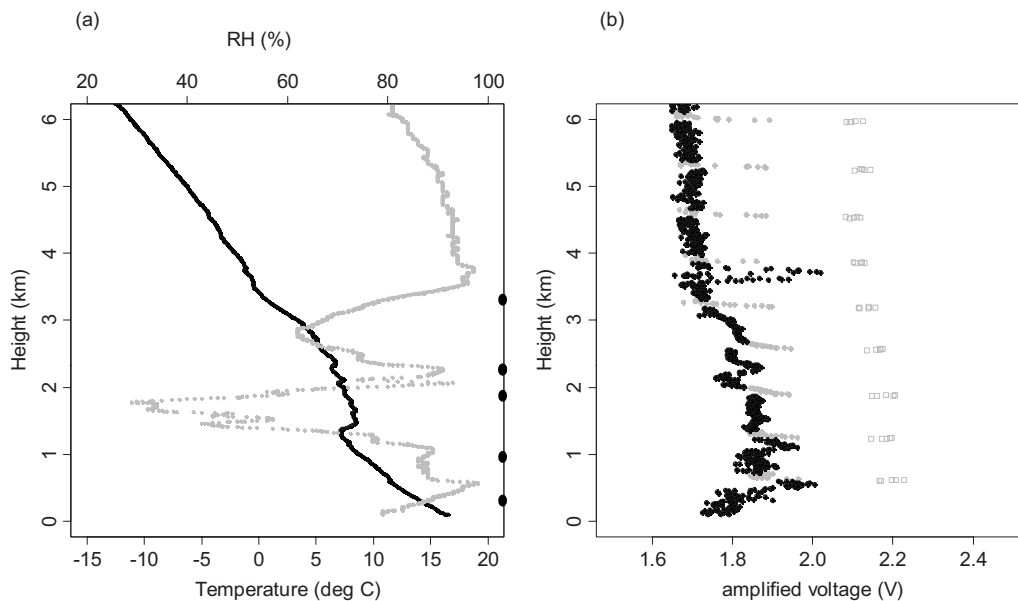 (a)
(b)
RH (%)
20 40 60 80 100
6
5
4
3
2
1
0
Height (km)
-15 -10 -5 0 5 10 15 20
Temperature (deg C)
6
5
4
3
2
1
0
Height (km)
1.6 1.8 2.0 2.2 2.4
amplified voltage (V)